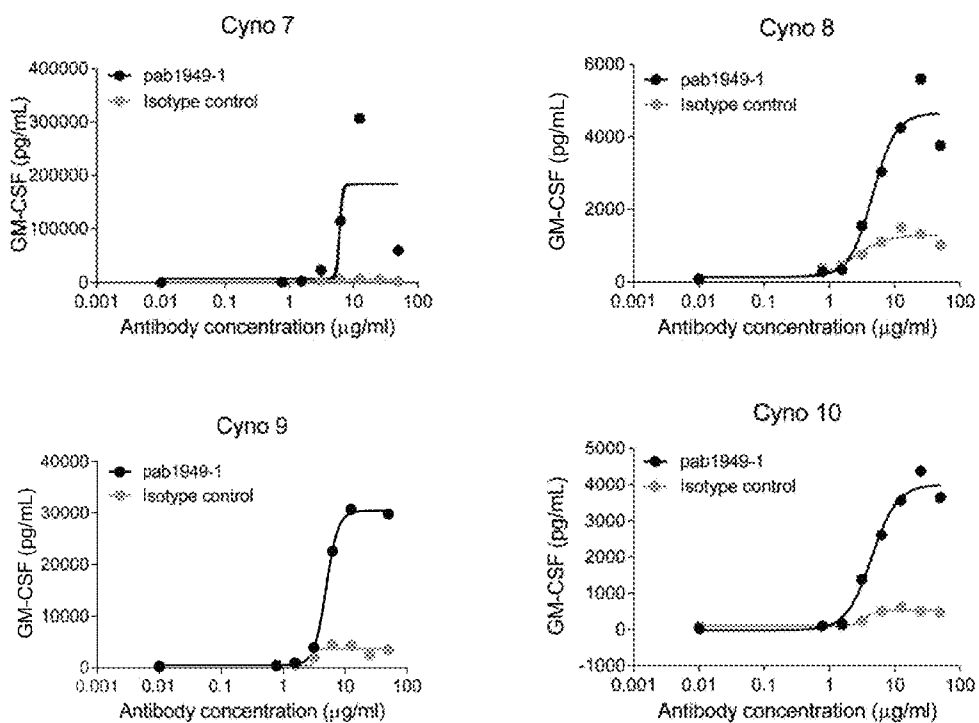 Cyno 7
GM-CSF (pg/mL)
400000
300000
200000
100000
0
pab1949-1
Isotype control
0.001 0.01 0.1 1 10 100
Antibody concentration (μg/ml)
Cyno 8
GM-CSF (pg/mL)
6000
4000
2000
0
pab1949-1
Isotype control
0.001 0.01 0.1 1 10 100
Antibody concentration (μg/ml)
Cyno 9
GM-CSF (pg/mL)
40000
30000
20000
10000
0
pab1949-1
Isotype control
0.001 0.01 0.1 1 10 100
Antibody concentration (μg/ml)
Cyno 10
GM-CSF (pg/mL)
5000
4000
3000
2000
1000
0
-1000
pab1949-1
Isotype control
0.001 0.01 0.1 1 10 100
Antibody concentration (μg/ml)